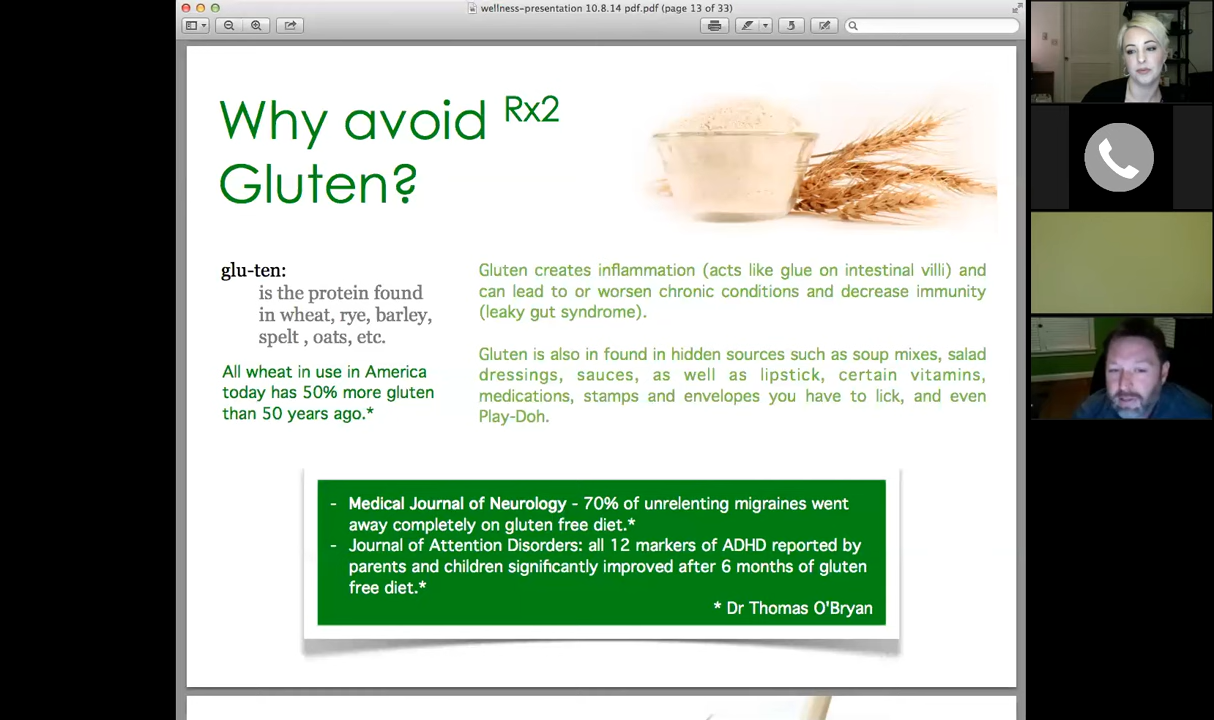 wellness-presentation 10.8.14 pdf.pdf (page 13 of 33)
Why avoid Rx2
Gluten?
glu-ten:
is the protein found
in wheat, rye, barley,
spelt , oats, etc.
All wheat in use in America
today has 50% more gluten
than 50 years ago.*
Gluten creates inflammation (acts like glue on intestinal villi) and
can lead to or worsen chronic conditions and decrease immunity
(leaky gut syndrome).
Gluten is also in found in hidden sources such as soup mixes, salad
dressings, sauces, as well as lipstick, certain vitamins,
medications, stamps and envelopes you have to lick, and even
Play-Doh.
- Medical Journal of Neurology - 70% of unrelenting migraines went
away completely on gluten free diet.*
- Journal of Attention Disorders: all 12 markers of ADHD reported by
parents and children significantly improved after 6 months of gluten
free diet.*
* Dr Thomas O'Bryan